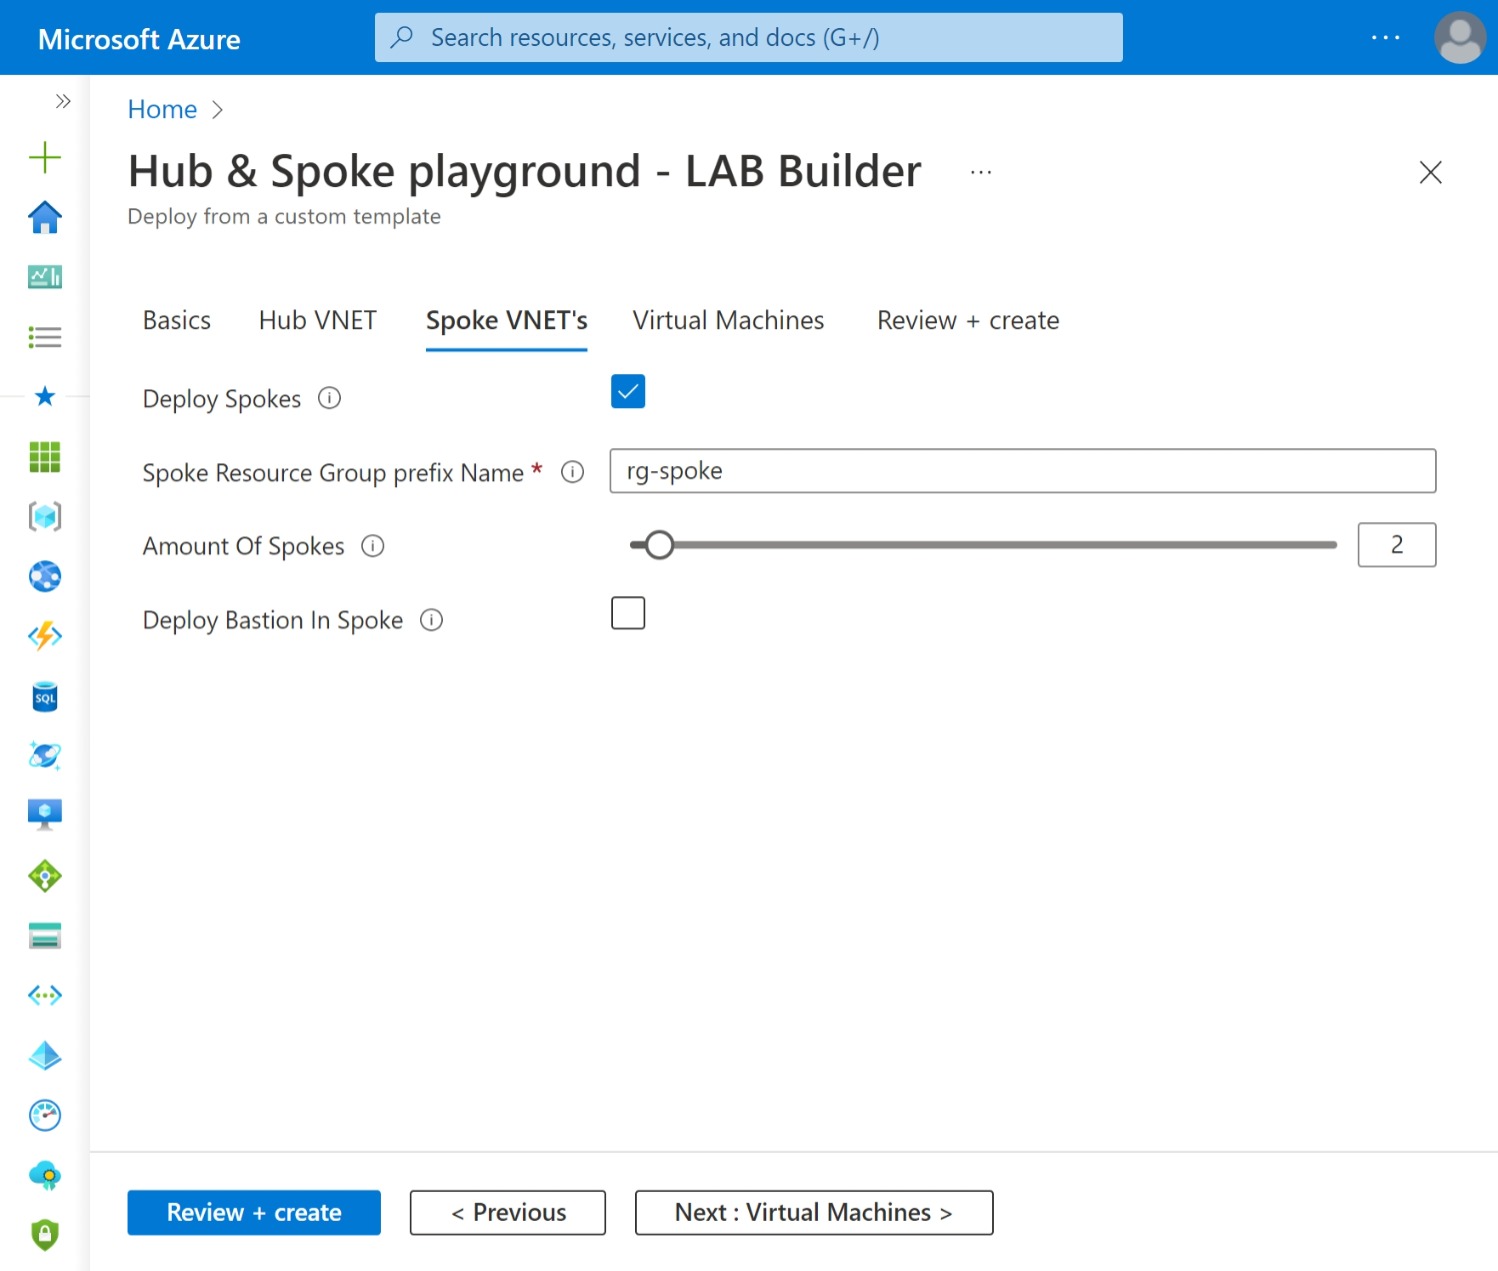 Microsoft Azure
Search resources, services, and docs (G+/)
Home
Hub & Spoke playground - LAB Builder
Deploy from a custom template
Basics Hub VNET Spoke VNET's Virtual Machines Review + create
Deploy Spokes
Spoke Resource Group prefix Name * rg-spoke
Amount Of Spokes 2
Deploy Bastion In Spoke
SQL
Review + create < Previous Next : Virtual Machines >